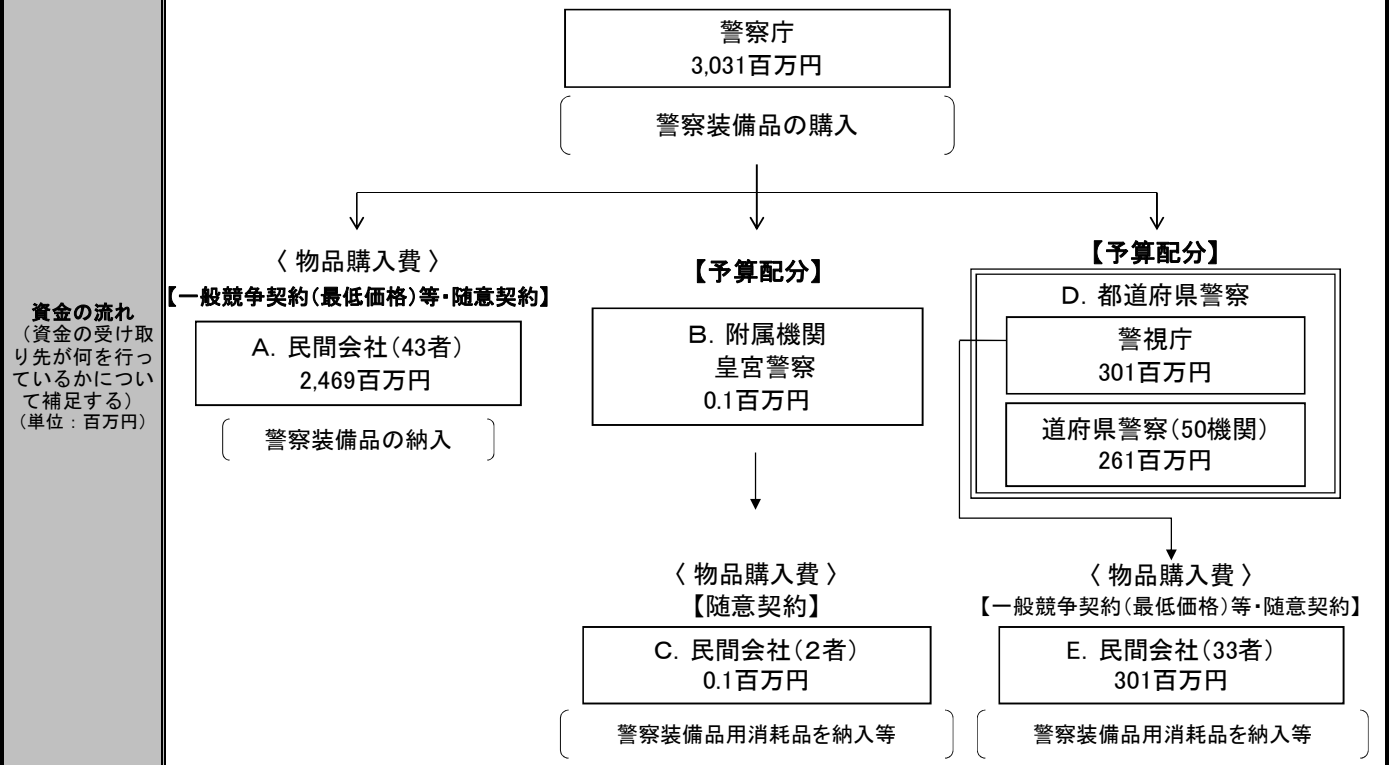 警察庁
3,031百万円
警察装備品の購入
資金の流れ
(資金の受け取
り先が何を行っ
ているかについ
て補足する)
(単位:百万円)
〈 物品購入費 〉
【一般競争契約(最低価格)等・随意契約】
A. 民間会社(43者)
2,469百万円
警察装備品の納入
【予算配分】
B. 附属機関
皇宮警察
0.1百万円
〈 物品購入費 〉
【随意契約】
C. 民間会社(2者)
0.1百万円
警察装備品用消耗品を納入等
【予算配分】
D. 都道府県警察
警視庁
301百万円
道府県警察(50機関)
261百万円
〈 物品購入費 〉
【一般競争契約(最低価格)等・随意契約】
E. 民間会社(33者)
301百万円
警察装備品用消耗品を納入等